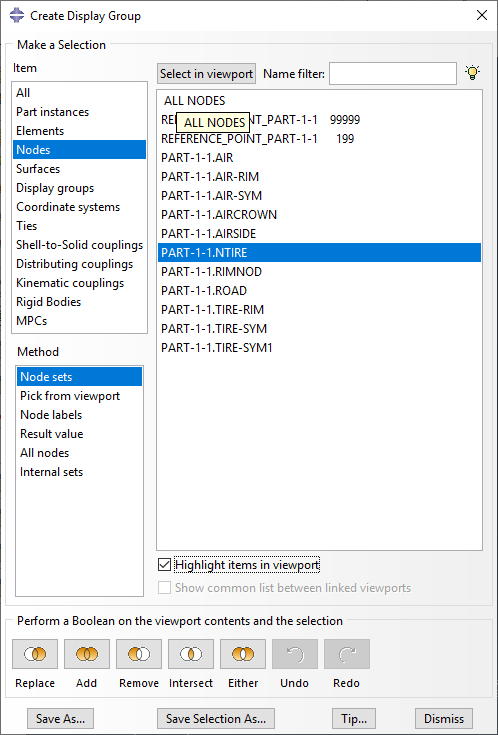 Create Display Group
Make a Selection
Item
All
Part instances
Elements
Nodes
Surfaces
Display groups
Coordinate systems
Ties
Shell-to-Solid couplings
Distributing couplings
Kinematic couplings
Rigid Bodies
MPCs
Method
Node sets
Pick from viewport
Node labels
Result value
All nodes
Internal sets
Select in viewport Name filter:
ALL NODES
REFERENCE_POINT_PART-1-1 99999
ALL NODES
REFERENCE_POINT_PART-1-1 199
PART-1-1.AIR
PART-1-1.AIR-RIM
PART-1-1.AIR-SYM
PART-1-1.AIRCROWN
PART-1-1.AIRSIDE
PART-1-1.NTIRE
PART-1-1.RIMNOD
PART-1-1.ROAD
PART-1-1.TIRE-RIM
PART-1-1.TIRE-SYM
PART-1-1.TIRE-SYM1
Highlight items in viewport
Show common list between linked viewports
Perform a Boolean on the viewport contents and the selection
Replace Add Remove Intersect Either Undo Redo
Save As... Save Selection As... Tip... Dismiss